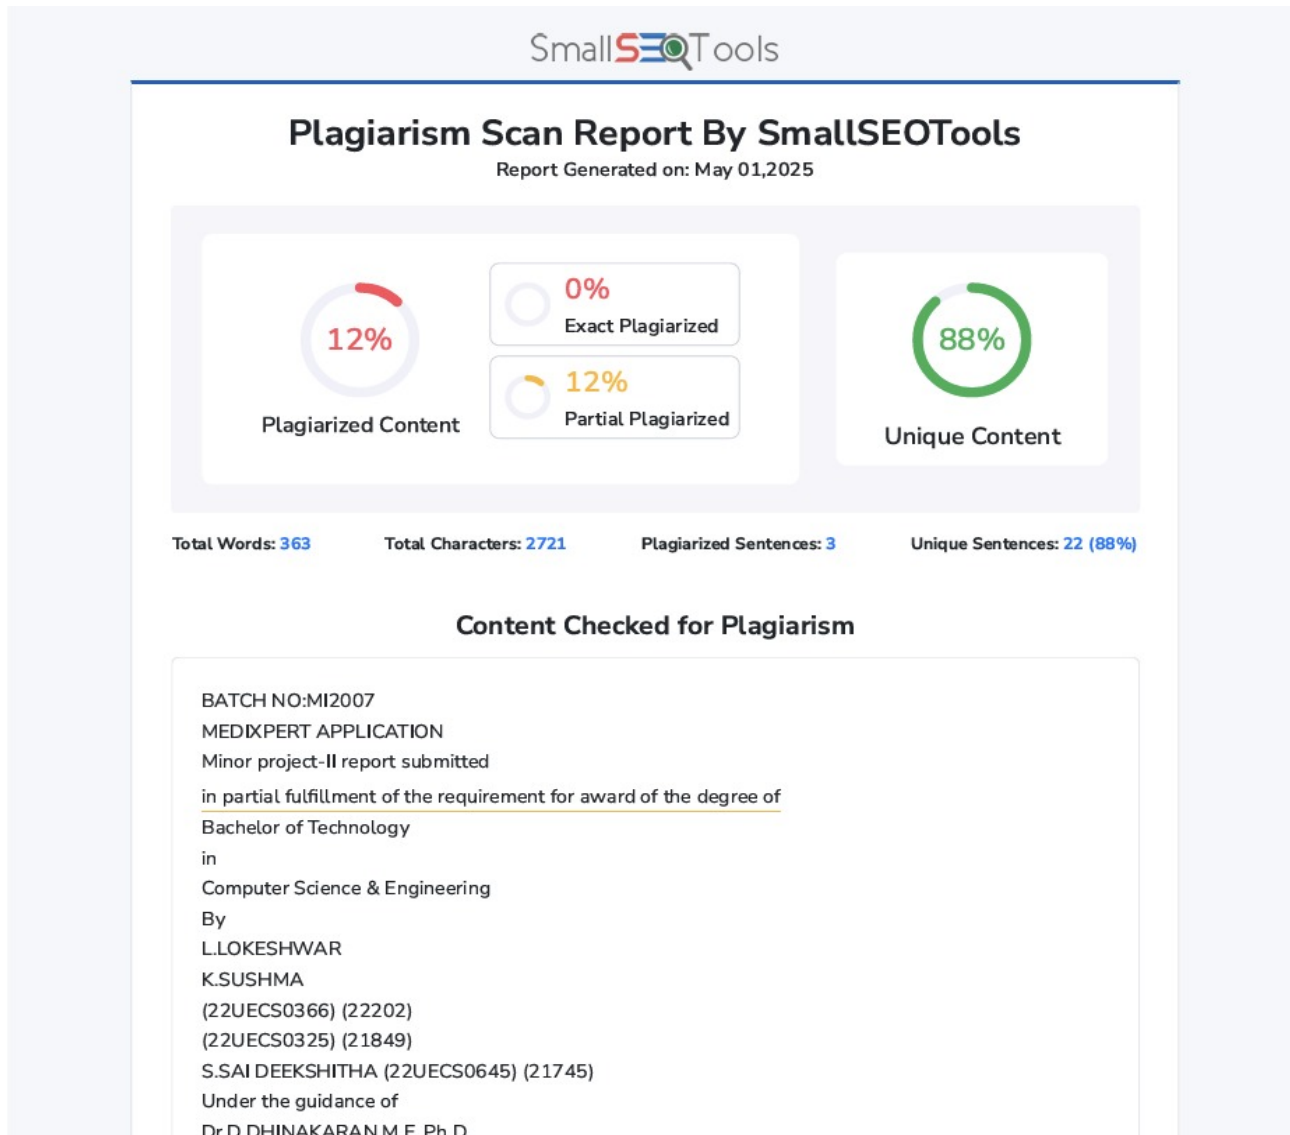 SmallSEOTools
Plagiarism Scan Report By SmallSEOTools
Report Generated on: May 01,2025
12%
Plagiarized Content
0%
Exact Plagiarized
12%
Partial Plagiarized
88%
Unique Content
Total Words: 363 Total Characters: 2721 Plagiarized Sentences: 3 Unique Sentences: 22 (88%)
Content Checked for Plagiarism
BATCH NO:MI2007
MEDIXPERT APPLICATION
Minor project-II report submitted
in partial fulfillment of the requirement for award of the degree of
Bachelor of Technology
in
Computer Science & Engineering
By
L.LOKESHWAR
K.SUSHMA
(22UECS0366) (22202)
(22UECS0325) (21849)
S.SAI DEEKSHITHA (22UECS0645) (21745)
Under the guidance of
Dr.D.DHINAKARAN,M.E.,Ph.D.,